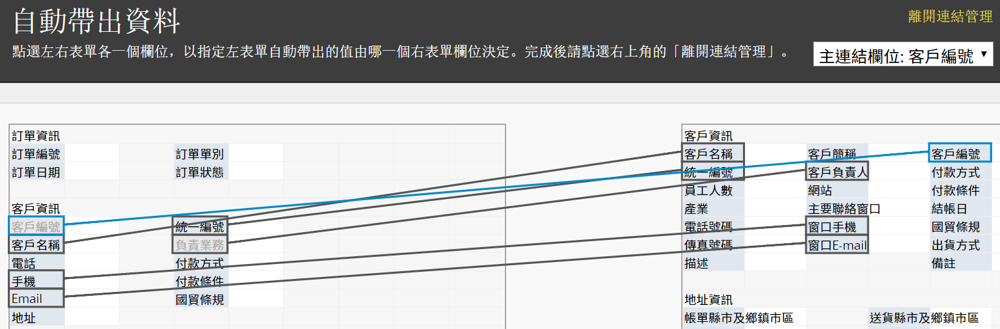 自動帶出資料
離開連結管理
點選左右表單各一個欄位，以指定左表單自動帶出的值由哪一個右表單欄位決定。完成後請點選右上角的「離開連結管理」。
主連結欄位: 客戶編號
訂單資訊
訂單編號 訂單單別
訂單日期 訂單狀態
客戶資訊
客戶編號 統一編號
客戶名稱 負責業務
電話 付款方式
手機 付款條件
Email 國貿條規
地址
客戶資訊
客戶名稱 客戶簡稱 客戶編號
統一編號 客戶負責人 付款方式
員工人數 網站 付款條件
產業 主要聯絡窗口 結帳日
電話號碼 窗口手機 國貿條規
傳真號碼 窗口E-mail 出貨方式
描述 備註
地址資訊
帳單縣市及鄉鎮市區 送貨縣市及鄉鎮市區